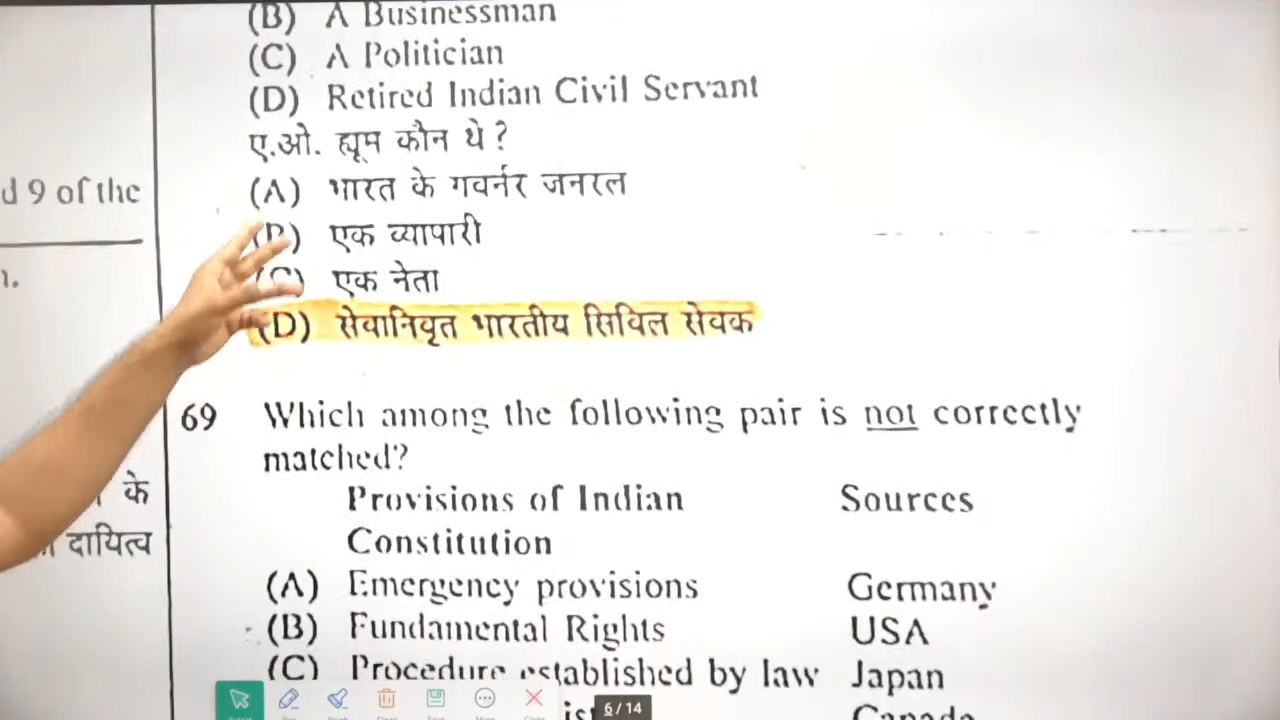 (B) A Businessman
(C) A Politician
(D) Retired Indian Civil Servant
ए.ओ. ह्यूम कौन थे ?
(A) भारत के गवर्नर जनरल
(B) एक व्यापारी
(C) एक नेता
(D) सेवानिवृत भारतीय सिविल सेवक
d 9 of the
के
दायित्व
69 Which among the following pair is not correctly
matched?
Provisions of Indian Sources
Constitution
(A) Emergency provisions Germany
(B) Fundamental Rights USA
(C) Procedure established by law Japan
Canada
6/14